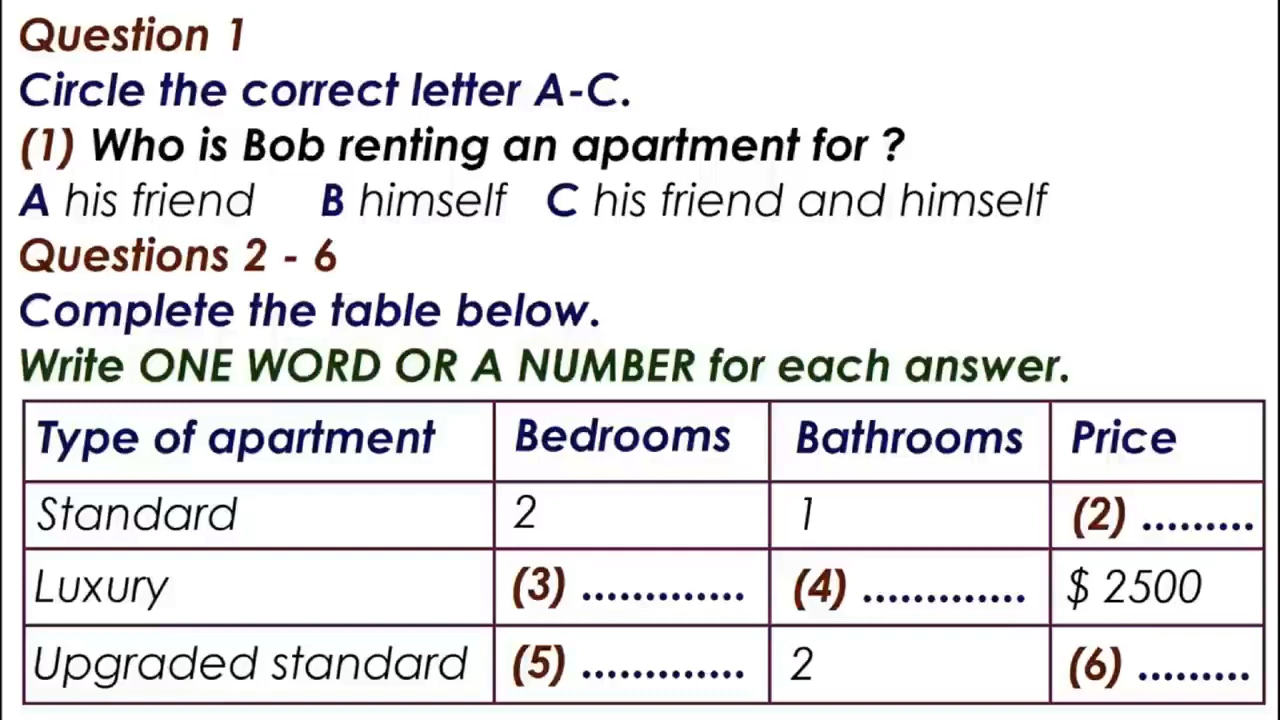 Question 1
Circle the correct letter A-C.
(1) Who is Bob renting an apartment for ?
A his friend B himself C his friend and himself
Questions 2 - 6
Complete the table below.
Write ONE WORD OR A NUMBER for each answer.
Type of apartment Bedrooms Bathrooms Price
Standard 2 1 (2) .........
Luxury (3) ............. (4) ............. $ 2500
Upgraded standard (5) ............. 2 (6) .........